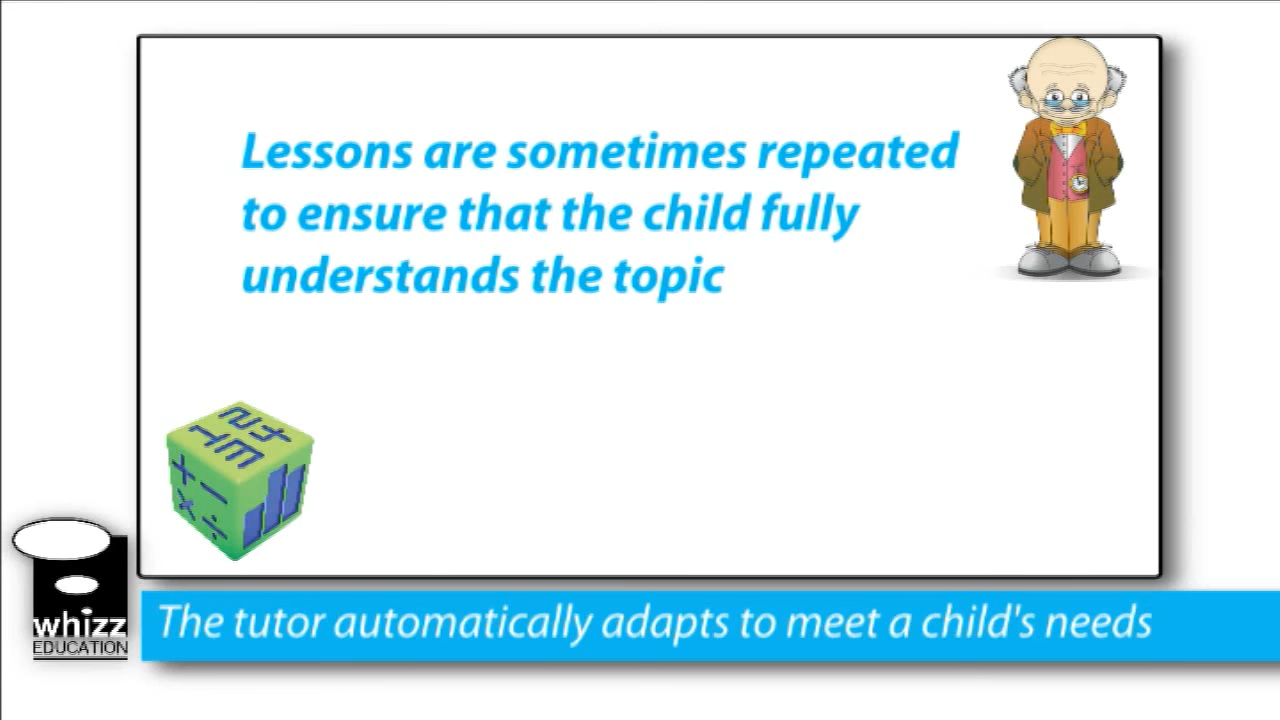 Lessons are sometimes repeated
to ensure that the child fully
understands the topic
whizz
EDUCATION
The tutor automatically adapts to meet a child's needs